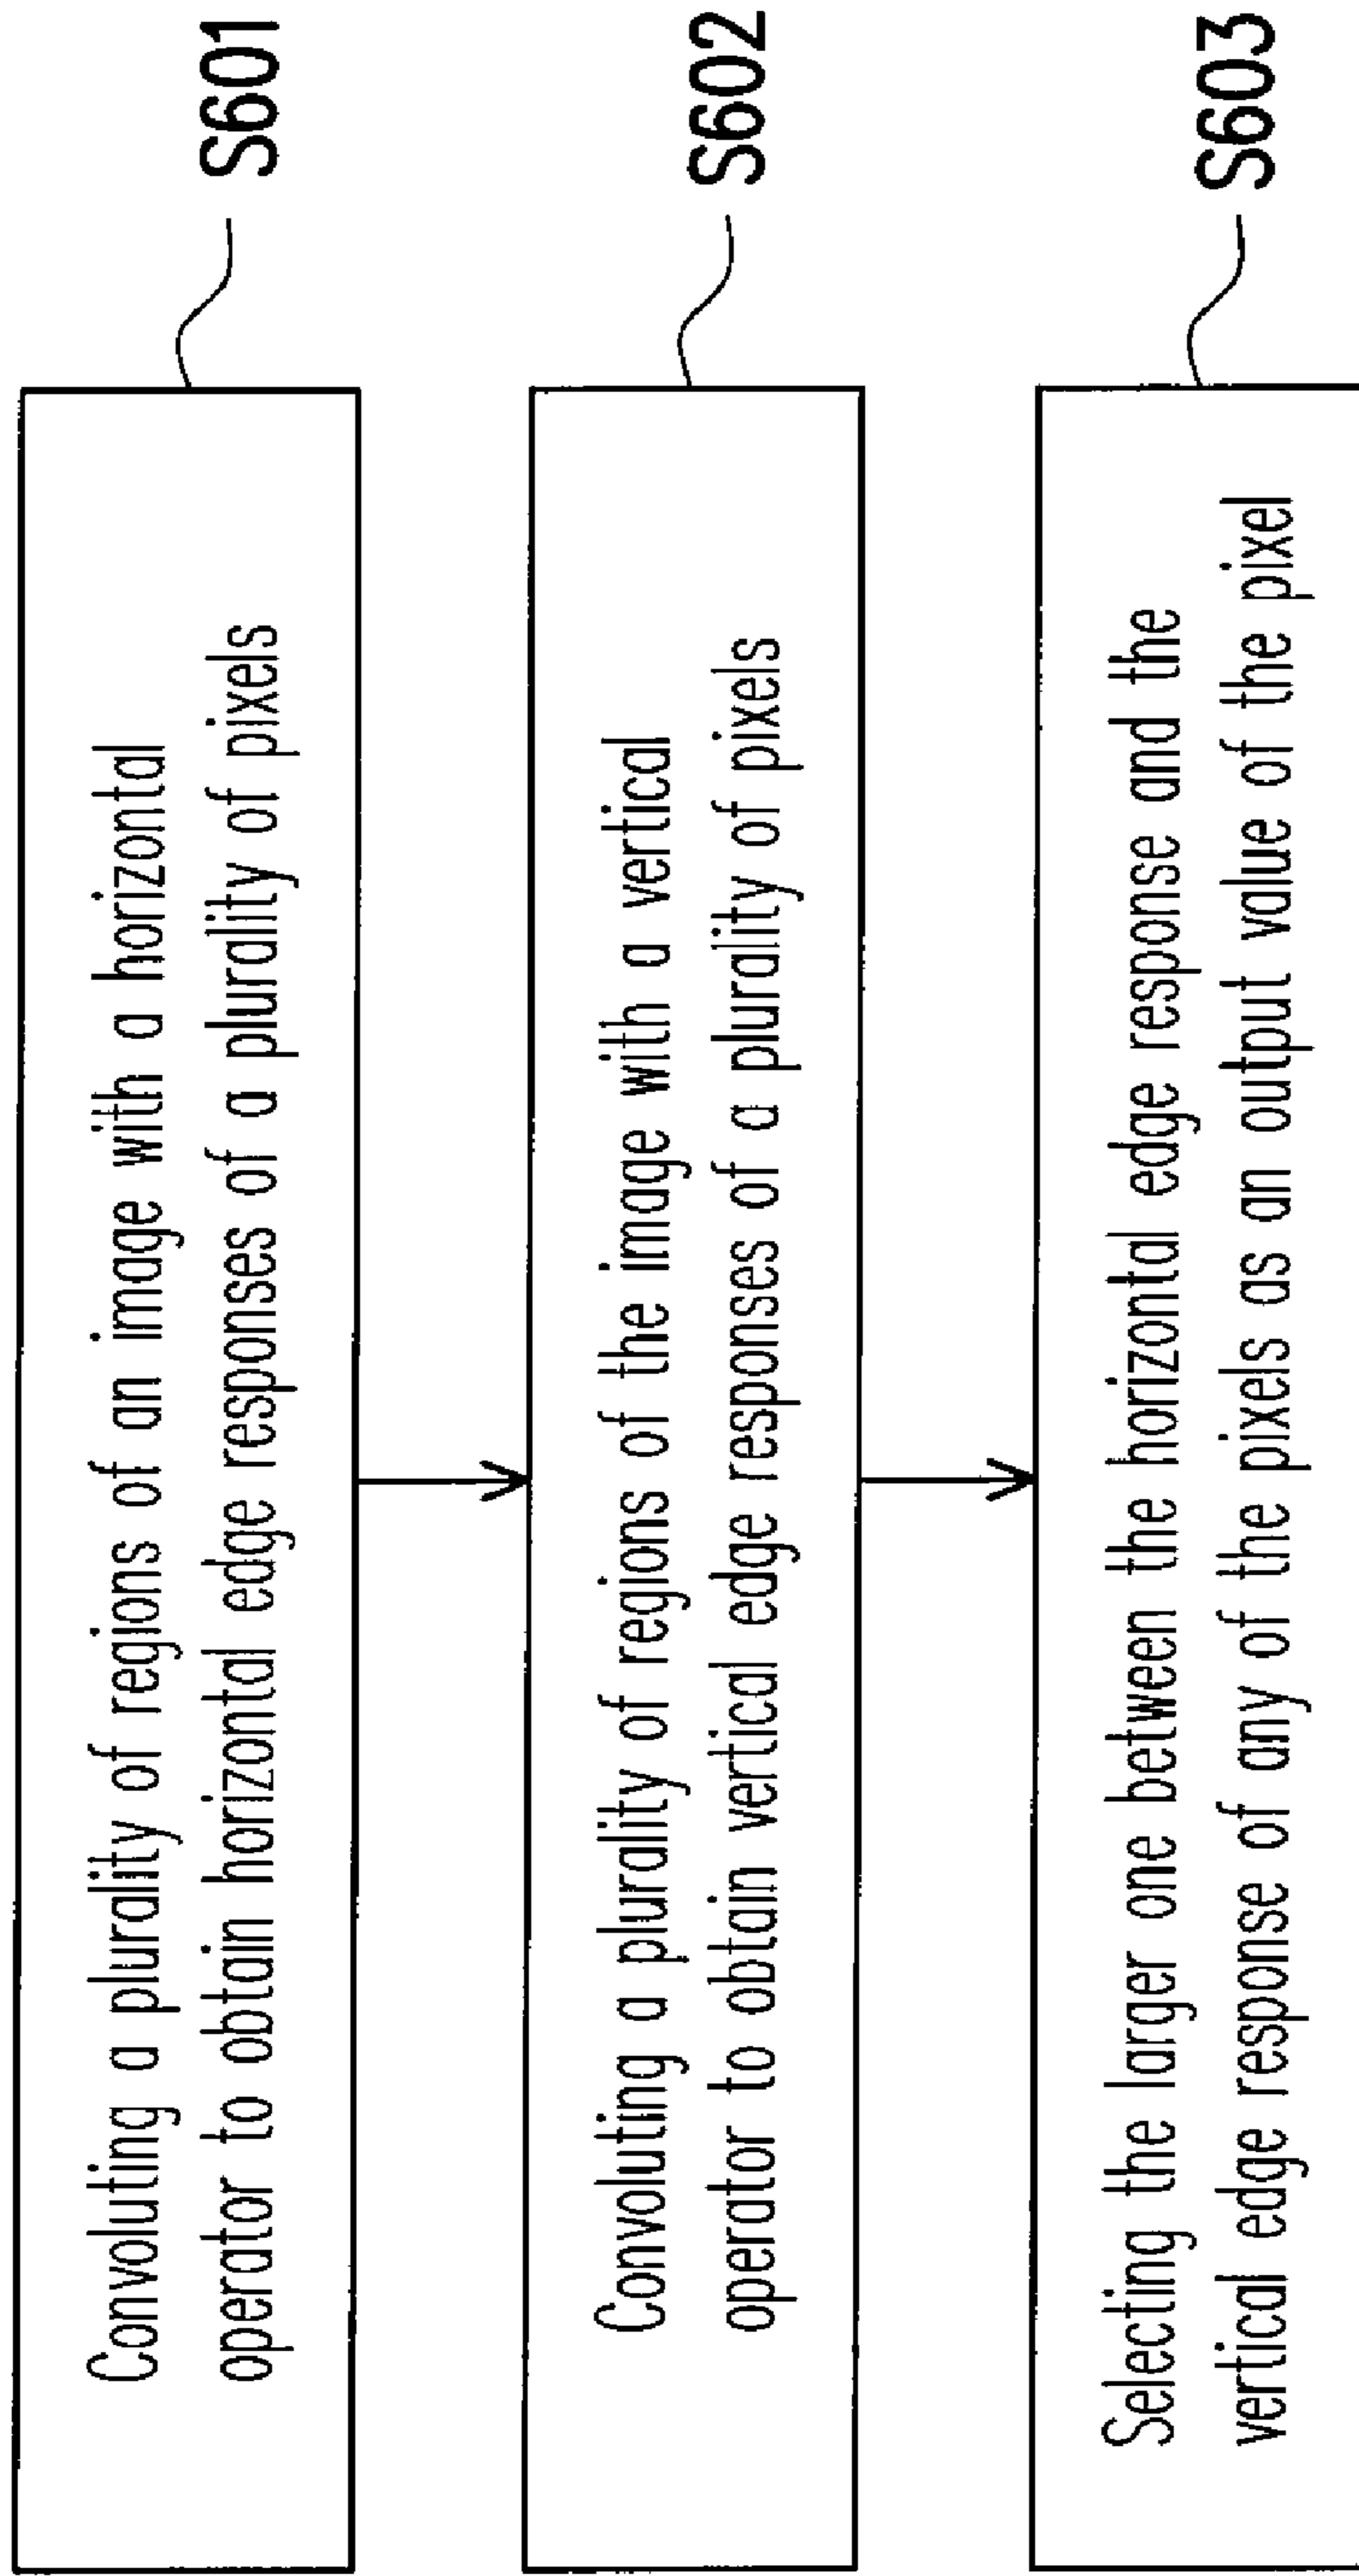 Convoluting a plurality of regions of an image with a horizontal
operator to obtain horizontal edge responses of a plurality of pixels
S601
Convoluting a plurality of regions of the image with a vertical
operator to obtain vertical edge responses of a plurality of pixels
S602
Selecting the larger one between the horizontal edge response and the
vertical edge response of any of the pixels as an output value of the pixel
S603